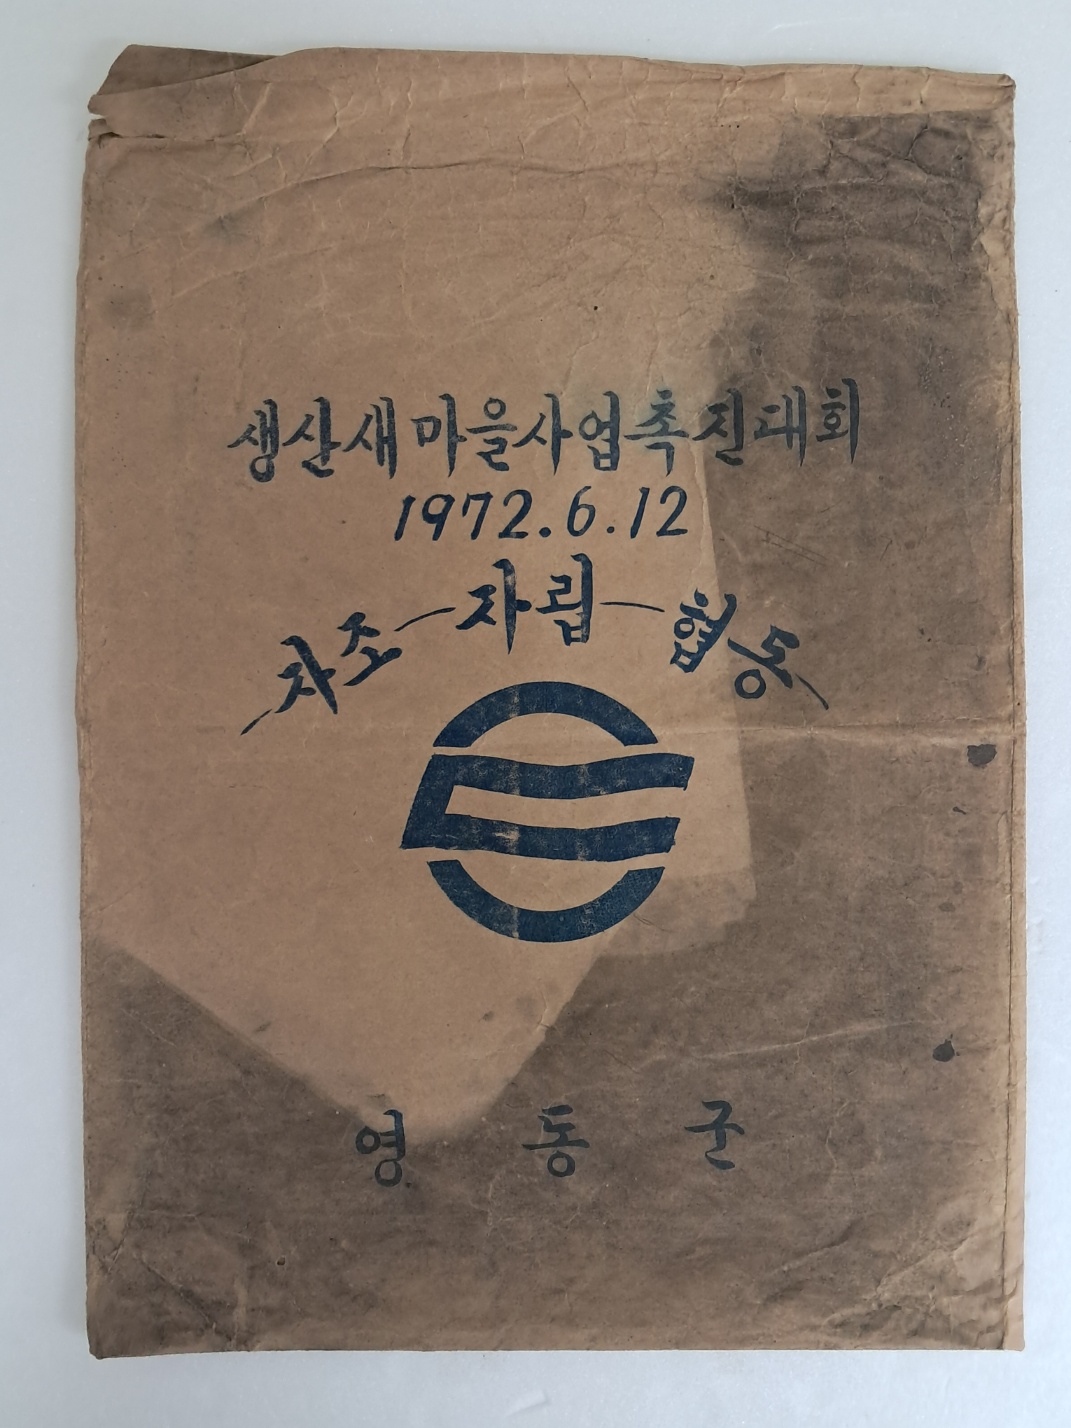 생산새마을사업촉진대회
1972.6.12
자조 — 자립 — 협동
영동군